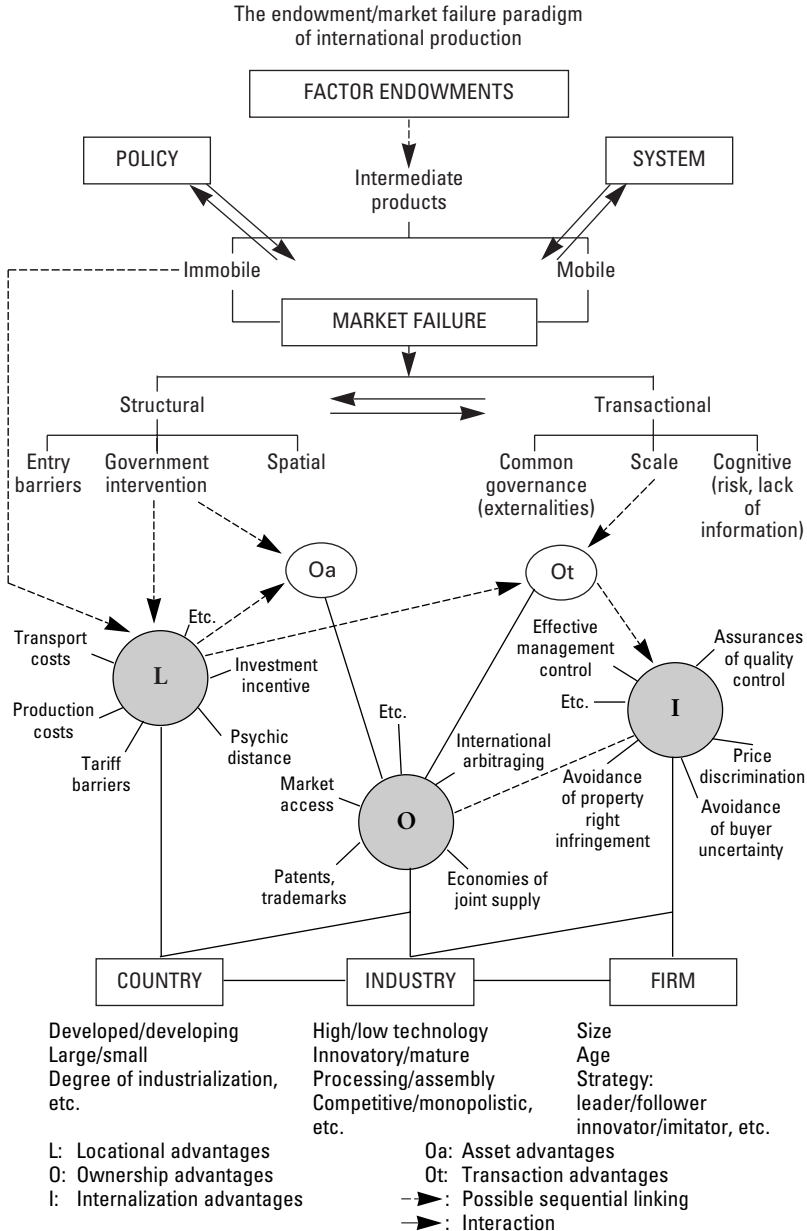 The endowment/market failure paradigm
of international production
FACTOR ENDOWMENTS
POLICY
SYSTEM
Intermediate
products
Immobile
Mobile
MARKET FAILURE
Structural
Transactional
Entry
barriers
Government
intervention
Spatial
Common
governance
(externalities)
Scale
Cognitive
(risk, lack
of
information)
Oa
Ot
Etc.
Transport
costs
L
Investment
incentive
Production
costs
Psychic
distance
Tariff
barriers
Effective
management
control
Assurances
of quality
control
Etc.
I
Price
discrimination
Avoidance
of property
right
infringement
Avoidance
of buyer
uncertainty
Etc.
International
arbitraging
Market
access
O
Patents,
trademarks
Economies of
joint supply
COUNTRY
INDUSTRY
FIRM
Developed/developing
Large/small
Degree of industrialization,
etc.
High/low technology
Innovatory/mature
Processing/assembly
Competitive/monopolistic,
etc.
Size
Age
Strategy:
leader/follower
innovator/imitator, etc.
L: Locational advantages
O: Ownership advantages
I: Internalization advantages
Oa: Asset advantages
Ot: Transaction advantages
: Possible sequential linking
: Interaction